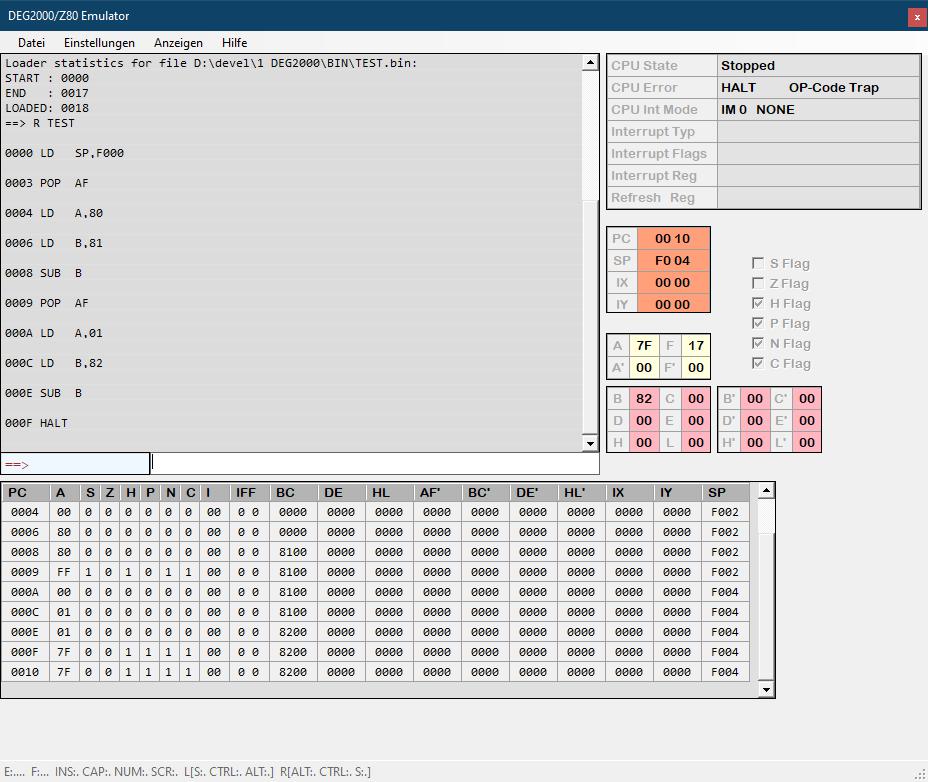 DEG2000/Z80 Emulator
x
Datei Einstellungen Anzeigen Hilfe
Loader statistics for file D:\devel\1 DEG2000\BIN\TEST.bin:
START : 0000
END   : 0017
LOADED: 0018
==> R TEST
0000 LD   SP,F000
0003 POP  AF
0004 LD   A,80
0006 LD   B,81
0008 SUB  B
0009 POP  AF
000A LD   A,01
000C LD   B,82
000E SUB  B
000F HALT
==>
CPU State Stopped
CPU Error HALT OP-Code Trap
CPU Int Mode IM 0 NONE
Interrupt Typ
Interrupt Flags
Interrupt Reg
Refresh Reg
PC 00 10
SP F0 04
IX 00 00
IY 00 00
S Flag
Z Flag
H Flag
P Flag
N Flag
C Flag
A 7F F 17
A' 00 F' 00
B 82 C 00
D 00 E 00
H 00 L 00
B' 00 C' 00
D' 00 E' 00
H' 00 L' 00
PC A S Z H P N C I IFF BC DE HL AF' BC' DE' HL' IX IY SP
0004 00 0 0 0 0 0 0 00 0 0 0000 0000 0000 0000 0000 0000 0000 0000 0000 F002
0006 80 0 0 0 0 0 0 00 0 0 0000 0000 0000 0000 0000 0000 0000 0000 0000 F002
0008 80 0 0 0 0 0 0 00 0 0 8100 0000 0000 0000 0000 0000 0000 0000 0000 F002
0009 FF 1 0 1 0 1 1 00 0 0 8100 0000 0000 0000 0000 0000 0000 0000 0000 F002
000A 00 0 0 0 0 0 0 00 0 0 8100 0000 0000 0000 0000 0000 0000 0000 0000 F004
000C 01 0 0 0 0 0 0 00 0 0 8100 0000 0000 0000 0000 0000 0000 0000 0000 F004
000E 01 0 0 0 0 0 0 00 0 0 8200 0000 0000 0000 0000 0000 0000 0000 0000 F004
000F 7F 0 0 1 1 1 1 00 0 0 8200 0000 0000 0000 0000 0000 0000 0000 0000 F004
0010 7F 0 0 1 1 1 1 00 0 0 8200 0000 0000 0000 0000 0000 0000 0000 0000 F004
E:.... F:... INS:. CAP:. NUM:. SCR:. L[S:. CTRL:. ALT:.] R[ALT:. CTRL:. S:.]